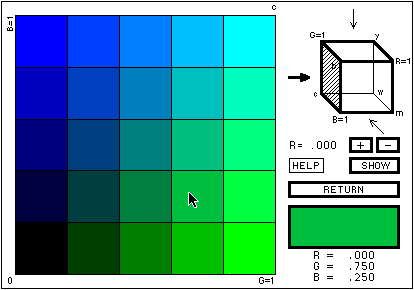 c
B=1
G=1
y
b
R=1
c
w
B=1
m
R= .000
+
-
HELP
SHOW
RETURN
0
G=1
R = .000
G = .750
B = .250